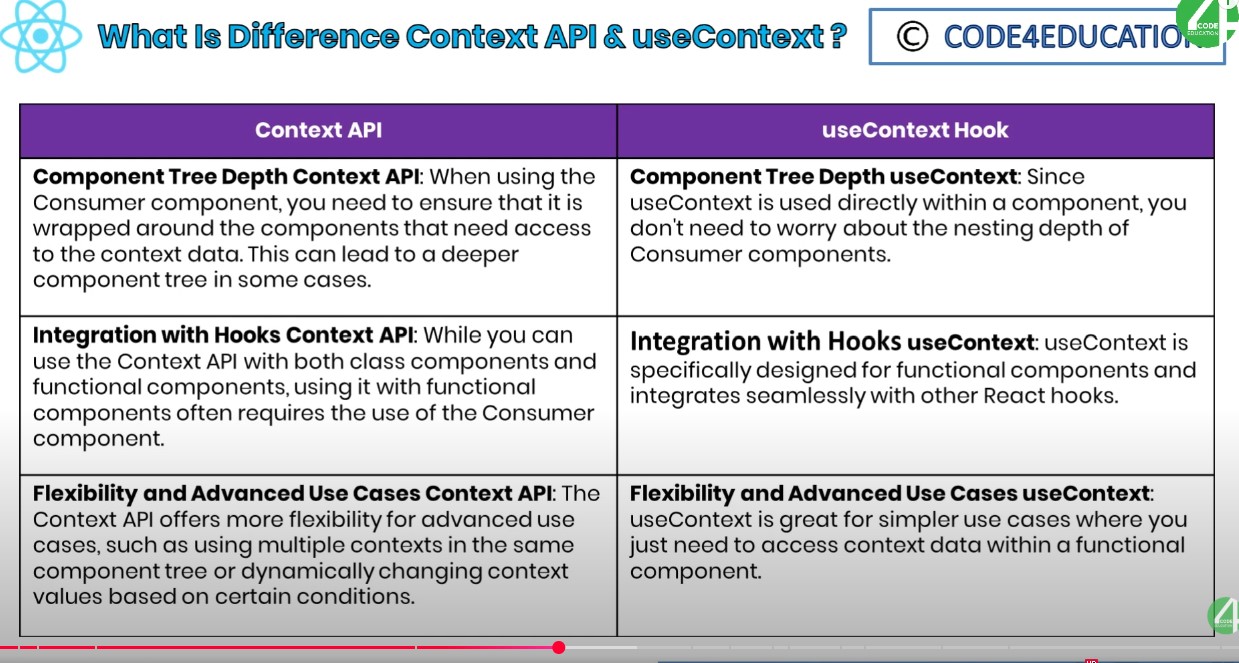 What Is Difference Context API & useContext ?
© CODE4EDUCATIO
CODE
EDUCATION
Context API
useContext Hook
Component Tree Depth Context API: When using the
Consumer component, you need to ensure that it is
wrapped around the components that need access
to the context data. This can lead to a deeper
component tree in some cases.
Component Tree Depth useContext: Since
useContext is used directly within a component, you
don't need to worry about the nesting depth of
Consumer components.
Integration with Hooks Context API: While you can
use the Context API with both class components and
functional components, using it with functional
components often requires the use of the Consumer
component.
Integration with Hooks useContext: useContext is
specifically designed for functional components and
integrates seamlessly with other React hooks.
Flexibility and Advanced Use Cases Context API: The
Context API offers more flexibility for advanced use
cases, such as using multiple contexts in the same
component tree or dynamically changing context
values based on certain conditions.
Flexibility and Advanced Use Cases useContext:
useContext is great for simpler use cases where you
just need to access context data within a functional
component.
CODE
EDUCATION